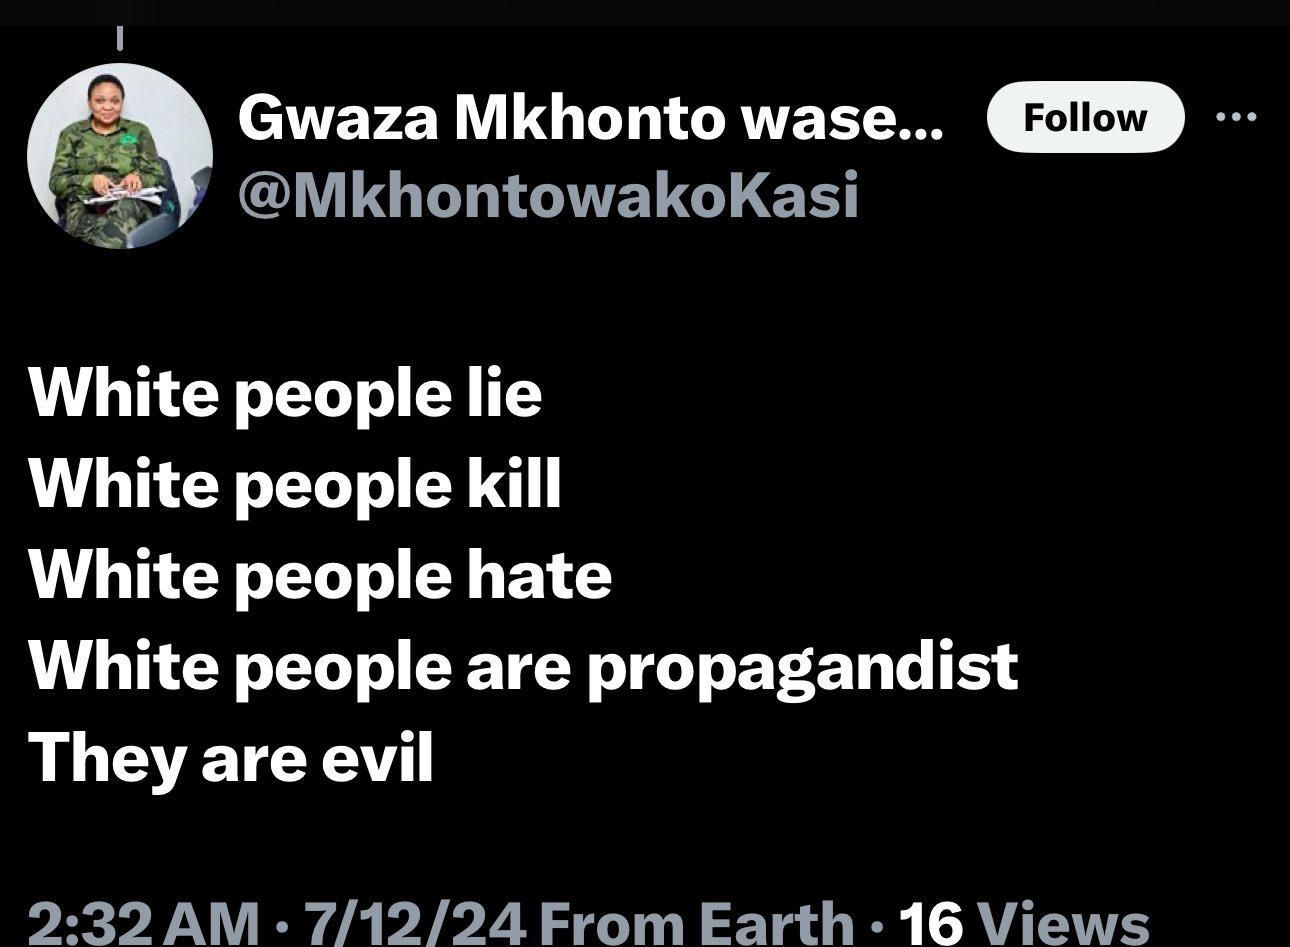 Gwaza Mkhonto wase...
Follow
@MkhontowakoKasi
White people lie
White people kill
White people hate
White people are propagandist
They are evil
2:32 AM · 7/12/24 From Earth · 16 Views